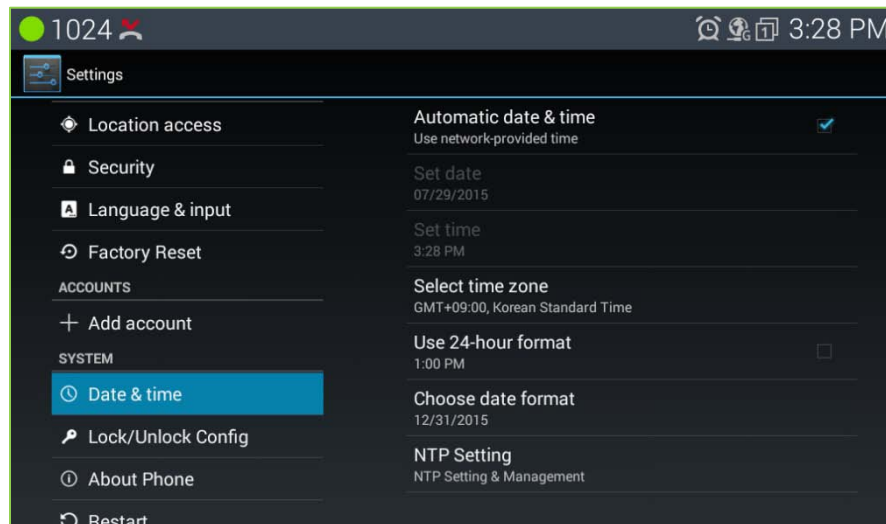 1024
3:28 PM
Settings
Location access
Security
Language & input
Factory Reset
ACCOUNTS
Add account
SYSTEM
Date & time
Lock/Unlock Config
About Phone
Restart
Automatic date & time
Use network-provided time
Set date
07/29/2015
Set time
3:28 PM
Select time zone
GMT+09:00, Korean Standard Time
Use 24-hour format
1:00 PM
Choose date format
12/31/2015
NTP Setting
NTP Setting & Management